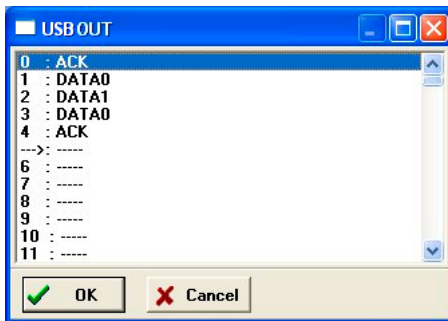 USB OUT
0 : ACK
1 : DATA0
2 : DATA1
3 : DATA0
4 : ACK
--->: -----
6 : -----
7 : -----
8 : -----
9 : -----
10 : -----
11 : -----
OK Cancel